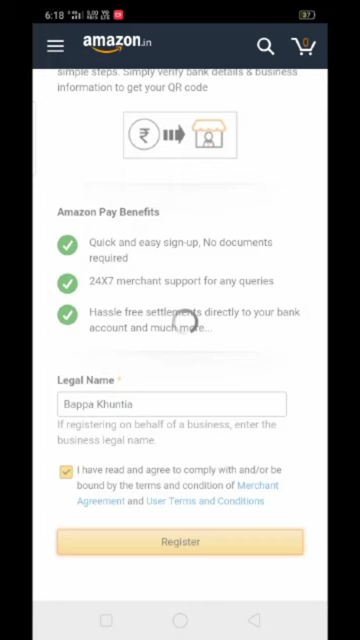 6:18
37
amazon.in
0
simple steps. Simply verify bank details & business
information to get your QR code
₹
Amazon Pay Benefits
Quick and easy sign-up, No documents
required
24X7 merchant support for any queries
Hassle free settlements directly to your bank
account and much more...
Legal Name *
Bappa Khuntia
If registering on behalf of a business, enter the
business legal name
I have read and agree to comply with and/or be
bound by the terms and condition of Merchant
Agreement and User Terms and Conditions
Register